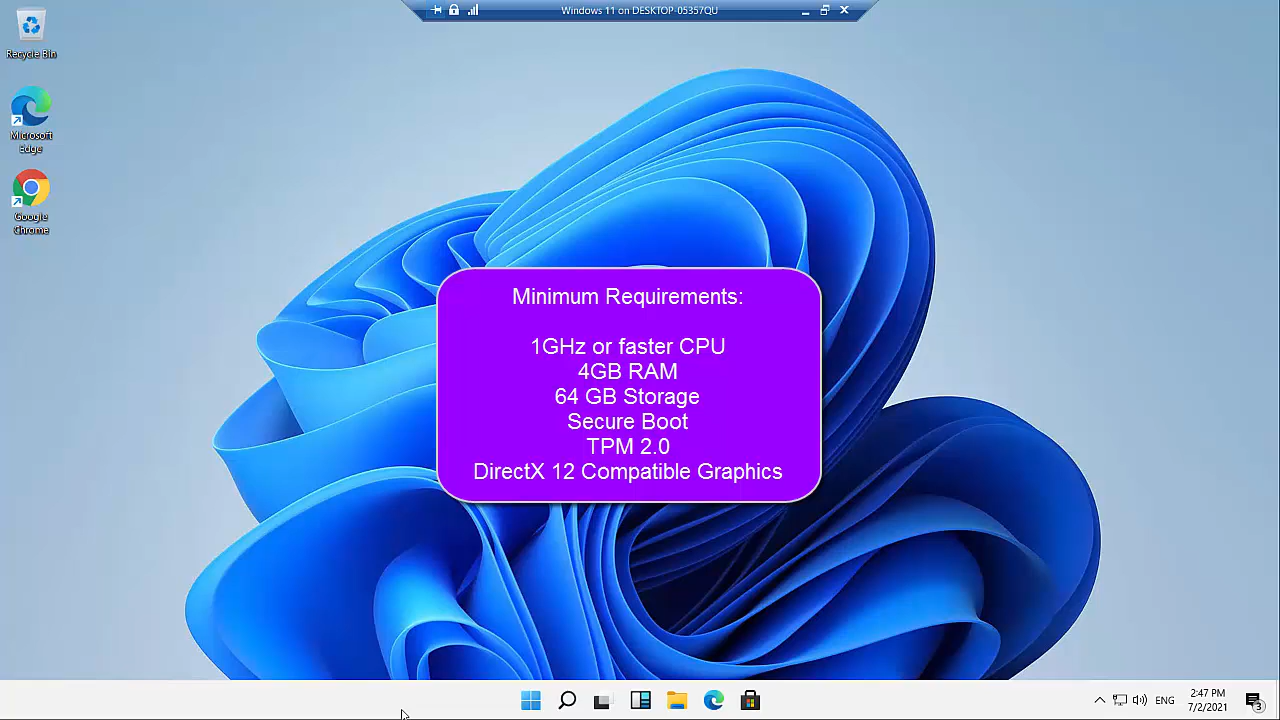 Windows 11 on DESKTOP-05357QU
Recycle Bin
Microsoft
Edge
Google
Chrome
Minimum Requirements:
1GHz or faster CPU
4GB RAM
64 GB Storage
Secure Boot
TPM 2.0
DirectX 12 Compatible Graphics
ENG
2:47 PM
7/2/2021
3